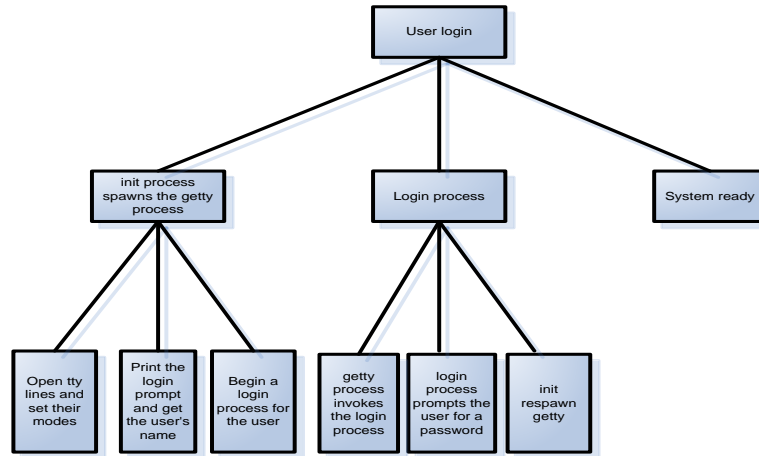 User login
init process
spawns the getty
process
Login process
System ready
Open tty
lines and
set their
modes
Print the
login
prompt
and get
the user's
name
Begin a
login
process for
the user
getty
process
invokes
the login
process
login
process
prompts the
user for a
password
init
respawn
getty